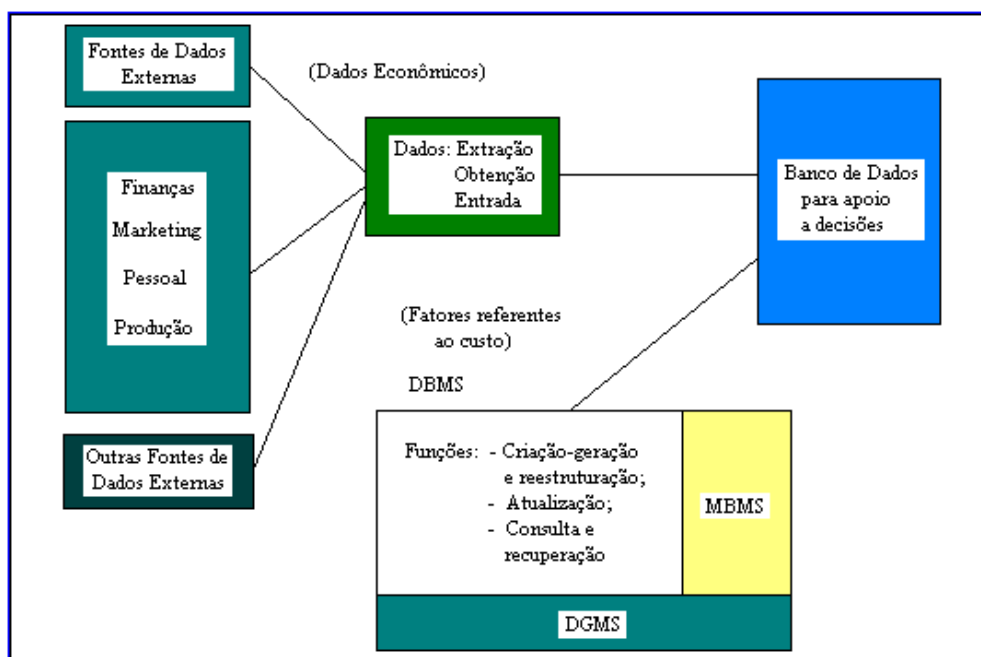 Fontes de Dados
Externas
(Dados Econômicos)
Finanças
Marketing
Pessoal
Produção
Outras Fontes de
Dados Externas
Dados: Extração
Obtenção
Entrada
Banco de Dados
para apoio
a decisões
(Fatores referentes
ao custo)
DBMS
Funções: - Criação-geração
e reestruturação;
- Atualização;
- Consulta e
recuperação
MBMS
DGMS